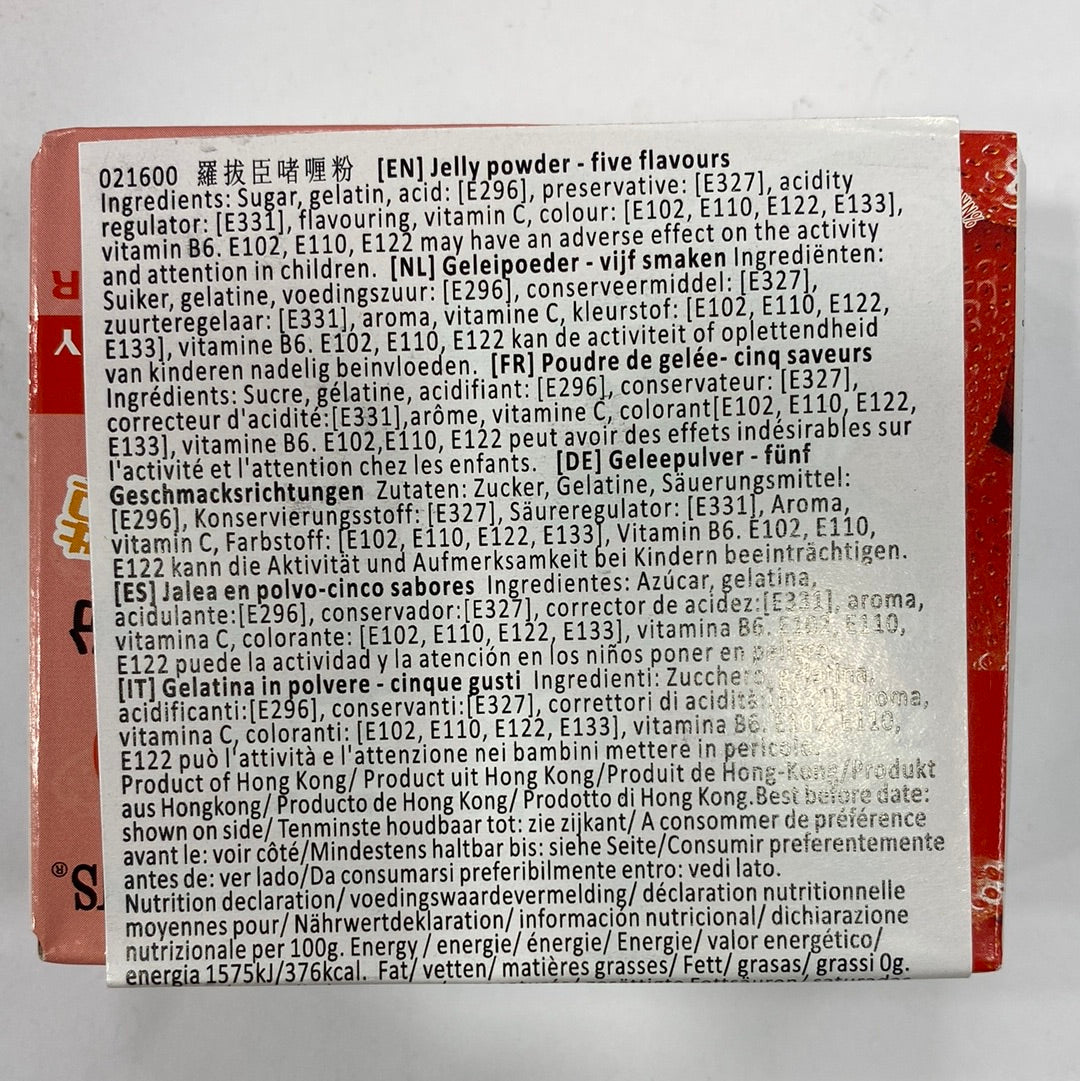 021600 羅拔臣啫喱粉 [EN] Jelly powder - five flavours
Ingredients: Sugar, gelatin, acid: [E296], preservative: [E327], acidity
regulator: [E331], flavouring, vitamin C, colour: [E102, E110, E122, E133],
vitamin B6. E102, E110, E122 may have an adverse effect on the activity
and attention in children. [NL] Geleipoeder - vijf smaken Ingrediënten:
Suiker, gelatine, voedingszuur: [E296], conserveermiddel: [E327],
zuurteregelaar: [E331], aroma, vitamine C, kleurstof: [E102, E110, E122,
E133], vitamine B6. E102, E110, E122 kan de activiteit of oplettendheid
van kinderen nadelig beinvloeden. [FR] Poudre de gelée- cinq saveurs
Ingrédients: Sucre, gélatine, acidifiant: [E296], conservateur: [E327],
correcteur d'acidité:[E331],arôme, vitamine C, colorant[E102, E110, E122,
E133], vitamine B6. E102,E110, E122 peut avoir des effets indésirables sur
l'activité et l'attention chez les enfants. [DE] Geleepulver - fünf
Geschmacksrichtungen Zutaten: Zucker, Gelatine, Säuerungsmittel:
[E296], Konservierungsstoff: [E327], Säureregulator: [E331], Aroma,
vitamin C, Farbstoff: [E102, E110, E122, E133], Vitamin B6. E102, E110,
E122 kann die Aktivität und Aufmerksamkeit bei Kindern beeinträchtigen.
[ES] Jalea en polvo-cinco sabores Ingredientes: Azúcar, gelatina,
acidulante:[E296], conservador:[E327], corrector de acidez:[E331], aroma,
vitamina C, colorante: [E102, E110, E122, E133], vitamina B6. E102, E110,
E122 puede la actividad y la atención en los niños poner en
[IT] Gelatina in polvere - cinque gusti Ingredienti: Zucchero,
acidificanti:[E296], conservanti:[E327], correttori di acidità: aroma,
vitamina C, coloranti: [E102, E110, E122, E133], vitamina B6. E102, E110,
E122 può l'attività e l'attenzione nei bambini mettere in pericolo.
Product of Hong Kong/ Product uit Hong Kong/Produit de Hong-Kong/Produkt
aus Hongkong/ Producto de Hong Kong/ Prodotto di Hong Kong.Best before date:
shown on side/ Tenminste houdbaar tot: zie zijkant/ A consommer de préférence
avant le: voir côté/Mindestens haltbar bis: siehe Seite/Consumir preferentemente
antes de: ver lado/Da consumarsi preferibilmente entro: vedi lato.
Nutrition declaration/ voedingswaardevermelding/ déclaration nutritionnelle
moyennes pour/ Nährwertdeklaration/ información nutricional/ dichiarazione
nutrizionale per 100g. Energy / energie/ énergie/ Energie/ valor energético/
energia 1575kJ/376kcal. Fat/ vetten/ matières grasses/ Fett/ grasas/ grassi 0g.